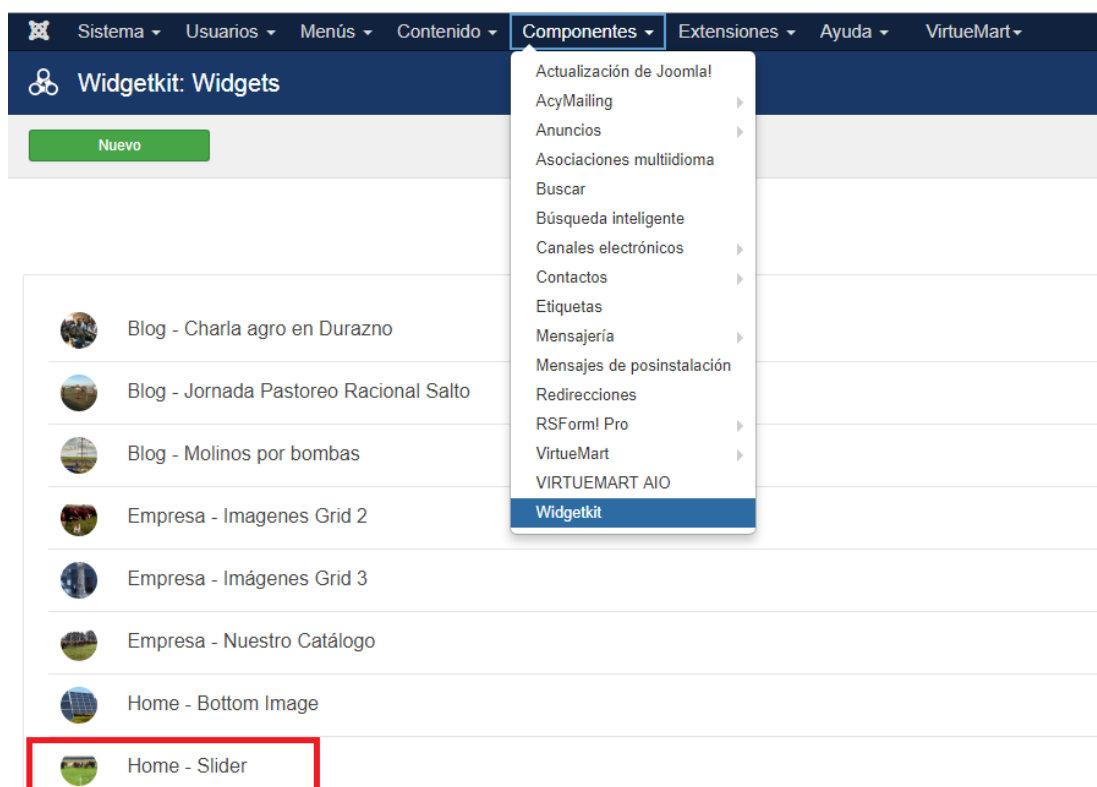 Sistema Usuarios Menús Contenido Componentes Extensiones Ayuda VirtueMart
Widgetkit: Widgets
Nuevo
Actualización de Joomla!
AcyMailing
Anuncios
Asociaciones multiidioma
Buscar
Búsqueda inteligente
Canales electrónicos
Contactos
Etiquetas
Mensajería
Mensajes de posinstalación
Redirecciones
RSForm! Pro
VirtueMart
VIRTUEMART AIO
Widgetkit
Blog - Charla agro en Durazno
Blog - Jornada Pastoreo Racional Salto
Blog - Molinos por bombas
Empresa - Imagenes Grid 2
Empresa - Imágenes Grid 3
Empresa - Nuestro Catálogo
Home - Bottom Image
Home - Slider